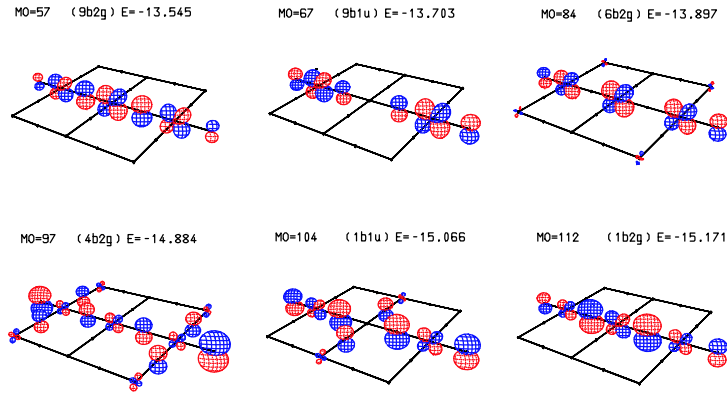 MO=57 (9b2g) E=-13.545
MO=67 (9b1u) E=-13.703
MO=84 (6b2g) E=-13.897
MO=97 (4b2g) E=-14.884
MO=104 (1b1u) E=-15.066
MO=112 (1b2g) E=-15.171